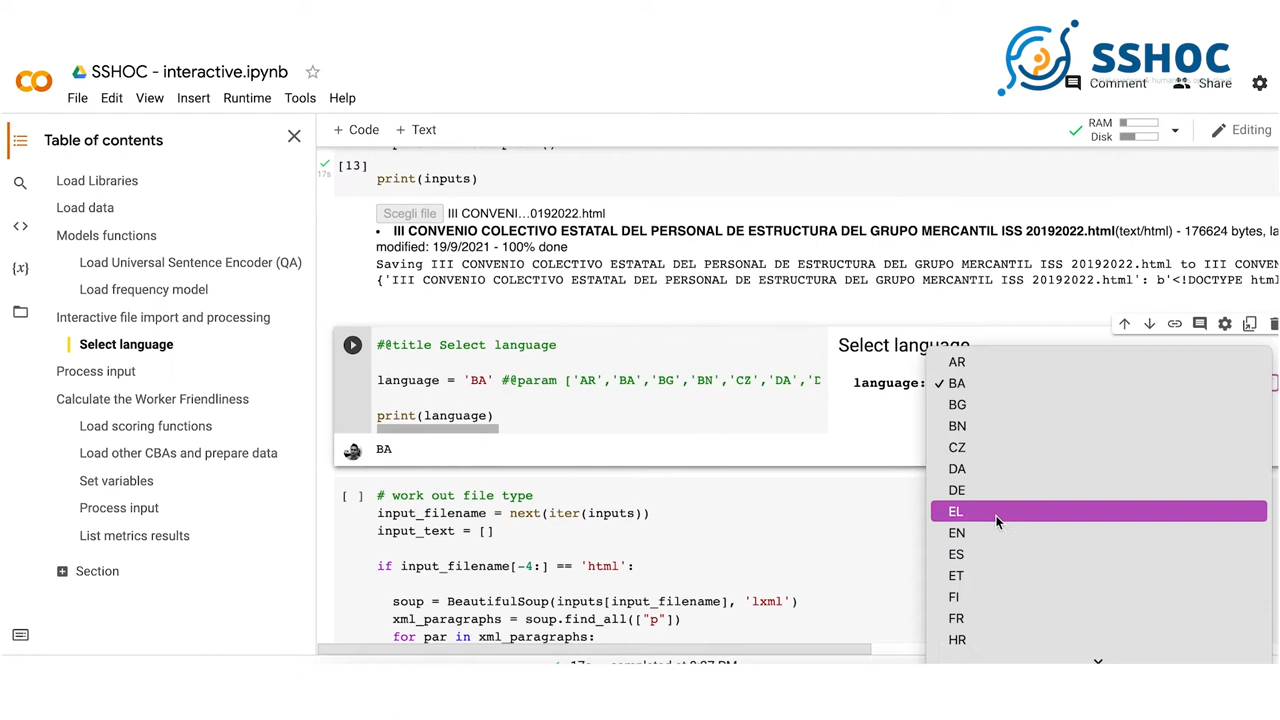 SSHOC
SSHOC - interactive.ipynb
Comment
Share
File Edit View Insert Runtime Tools Help
Table of contents
+ Code + Text
RAM
Disk
Editing
Load Libraries
Load data
Models functions
Load Universal Sentence Encoder (QA)
Load frequency model
Interactive file import and processing
Select language
Process input
Calculate the Worker Friendliness
Load scoring functions
Load other CBAs and prepare data
Set variables
Process input
List metrics results
Section
[13]
17s
print(inputs)
Scegli file III CONVENI...0192022.html
• III CONVENIO COLECTIVO ESTATAL DEL PERSONAL DE ESTRUCTURA DEL GRUPO MERCANTIL ISS 20192022.html(text/html) - 176624 bytes, la
modified: 19/9/2021 - 100% done
Saving III CONVENIO COLECTIVO ESTATAL DEL PERSONAL DE ESTRUCTURA DEL GRUPO MERCANTIL ISS 20192022.html to III CONVEN
{'III CONVENIO COLECTIVO ESTATAL DEL PERSONAL DE ESTRUCTURA DEL GRUPO MERCANTIL ISS 20192022.html': b'<!DOCTYPE html
#@title Select language
language = 'BA' #@param ['AR','BA','BG','BN','CZ','DA','D
print(language)
BA
Select language
language:
AR
BA
BG
BN
CZ
DA
DE
EL
EN
ES
ET
FI
FR
HR
[ ] # work out file type
input_filename = next(iter(inputs))
input_text = []
if input_filename[-4:] == 'html':
soup = BeautifulSoup(inputs[input_filename], 'lxml')
xml_paragraphs = soup.find_all(["p"])
for par in xml_paragraphs: